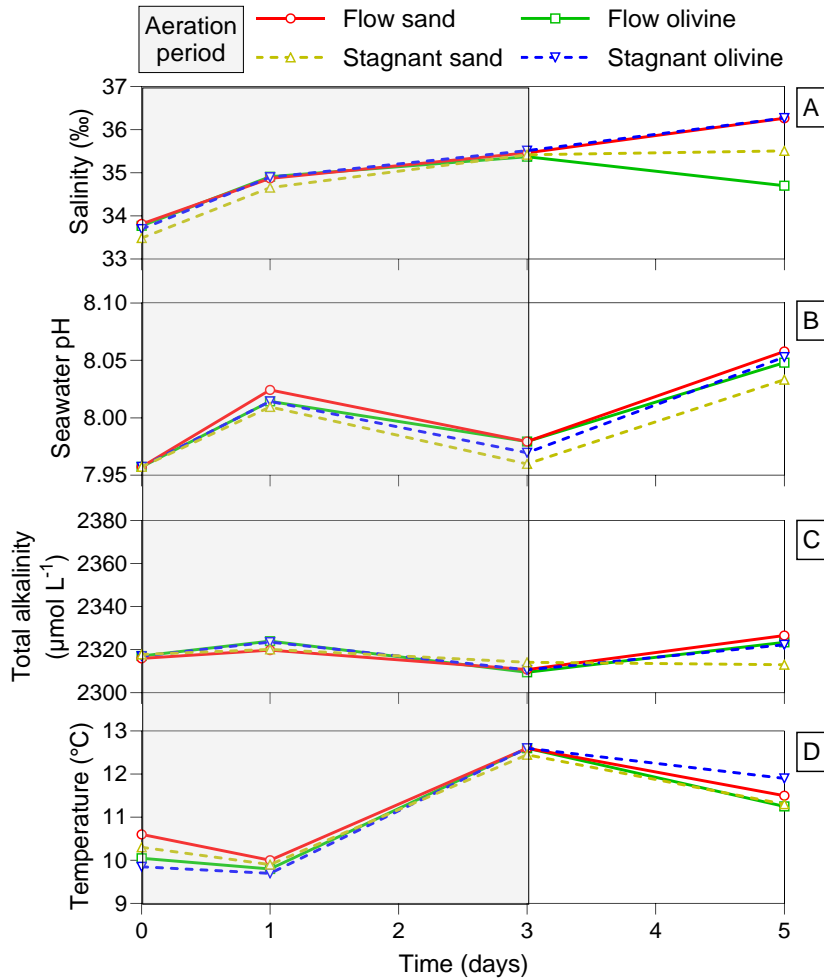 Aeration
period
Flow sand
Flow olivine
Stagnant sand
Stagnant olivine
A
Salinity (‰)
37
36
35
34
33
B
Seawater pH
8.10
8.05
8.00
7.95
C
Total alkalinity
(µmol L⁻¹)
2380
2360
2340
2320
2300
D
Temperature (°C)
13
12
11
10
9
0
1
2
3
4
5
Time (days)